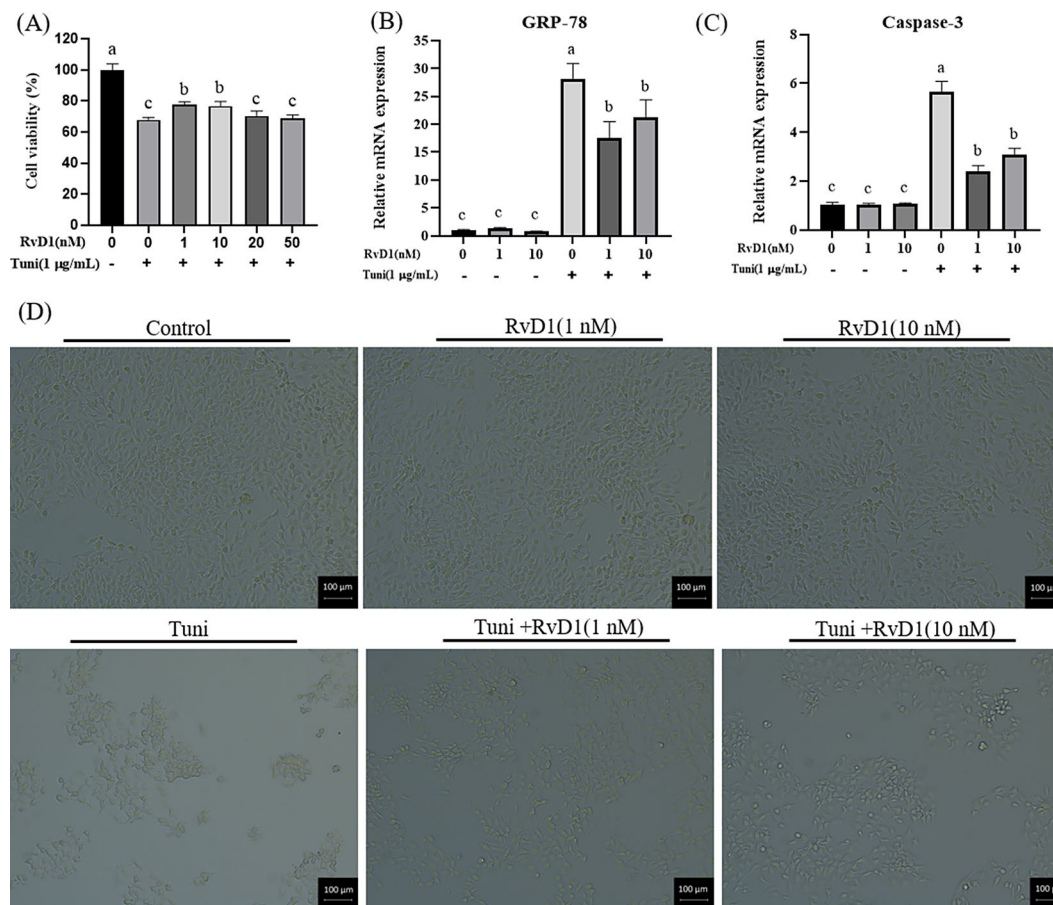 (A)
120
100
80
60
40
20
0
Cell viability (%)
a
c
b
b
c
c
RvD1(nM) 0 0 1 10 20 50
Tuni(1 μg/mL) - + + + + +
(B)
GRP-78
35
30
25
20
15
10
5
0
Relative mRNA expression
c
c
c
a
b
b
RvD1(nM) 0 1 10 0 1 10
Tuni(1 μg/mL) - - - + + +
(C)
Caspase-3
8
6
4
2
0
Relative mRNA expression
c
c
c
a
b
b
RvD1(nM) 0 1 10 0 1 10
Tuni(1 μg/mL) - - - + + +
(D)
Control
RvD1(1 nM)
RvD1(10 nM)
100 μm
100 μm
100 μm
Tuni
Tuni +RvD1(1 nM)
Tuni +RvD1(10 nM)
100 μm
100 μm
100 μm